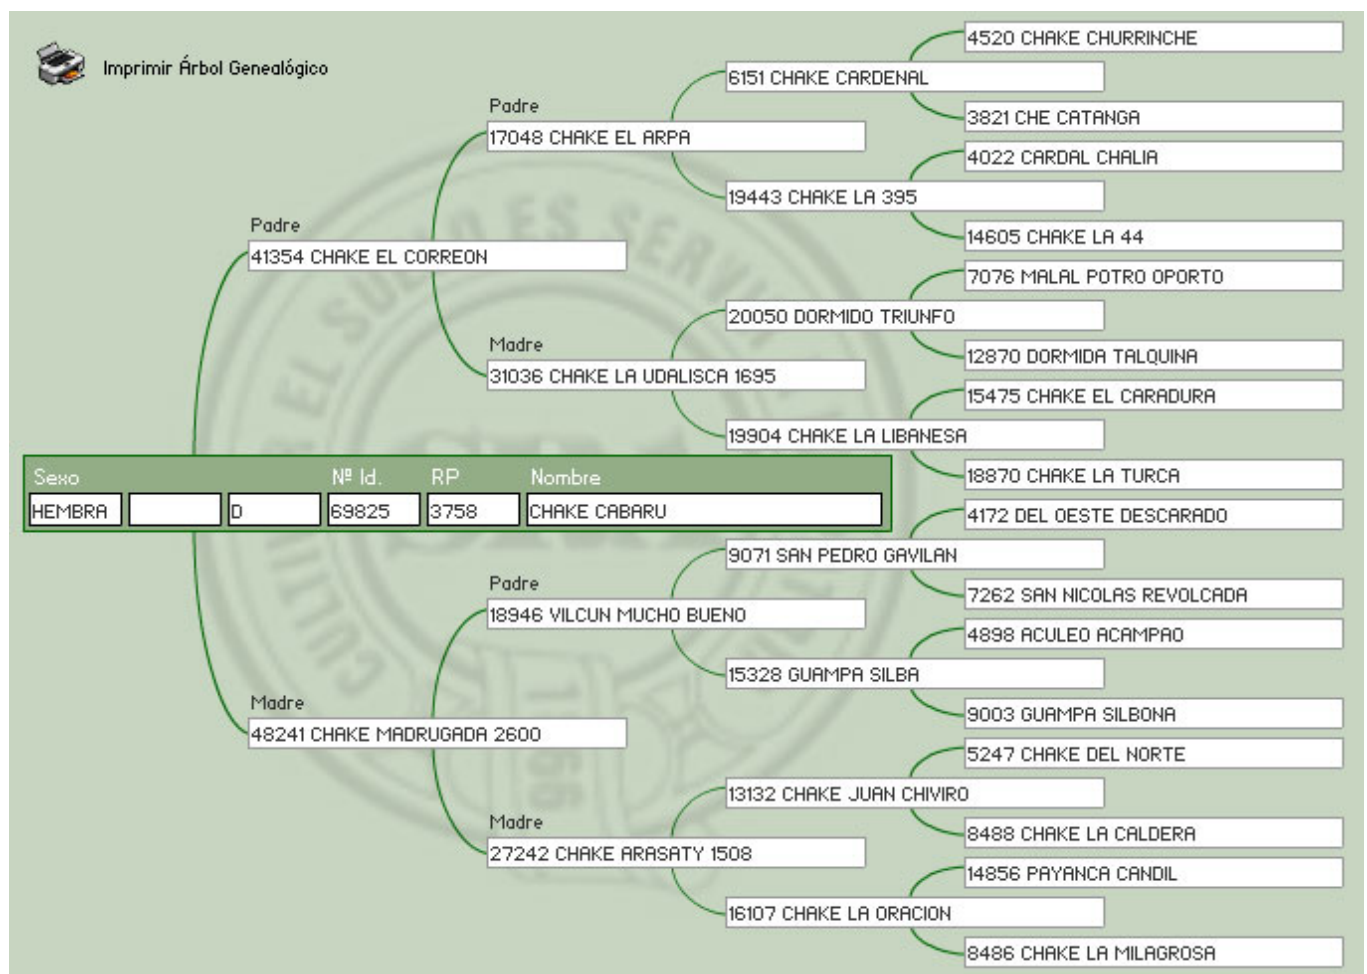 Imprimir Árbol Genealógico
4520 CHAKE CHURRINCHE
6151 CHAKE CARDENAL
Padre
3821 CHE CATANGA
17048 CHAKE EL ARPA
4022 CARDAL CHALIA
19443 CHAKE LA 395
Padre
14605 CHAKE LA 44
41354 CHAKE EL CORREON
7076 MALAL POTRO OPORTO
20050 DORMIDO TRIUNFO
Madre
12870 DORMIDA TALQUINA
31036 CHAKE LA UDALISCA 1695
15475 CHAKE EL CARADURA
19904 CHAKE LA LIBANESA
Sexo Nº Id. RP Nombre
18870 CHAKE LA TURCA
HEMBRA D 69825 3758 CHAKE CABARU
4172 DEL OESTE DESCARADO
9071 SAN PEDRO GAVILAN
Padre
7262 SAN NICOLAS REVOLCADA
18946 VILCUN MUCHO BUENO
4898 ACULEO ACAMPAO
15328 GUAMPA SILBA
Madre
9003 GUAMPA SILBONA
48241 CHAKE MADRUGADA 2600
5247 CHAKE DEL NORTE
13132 CHAKE JUAN CHIVIRO
Madre
8488 CHAKE LA CALDERA
27242 CHAKE ARASATY 1508
14856 PAYANCA CANDIL
16107 CHAKE LA ORACION
8486 CHAKE LA MILAGROSA
CULTIVAR EL SUELO ES SERVIR
1866